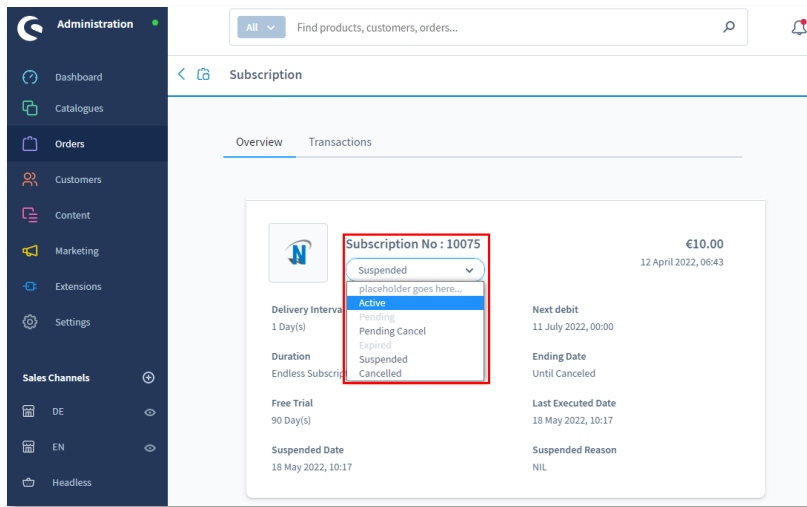 Administration
All
Find products, customers, orders...
Dashboard
Subscription
Catalogues
Orders
Overview Transactions
Customers
Content
Marketing
Extensions
Settings
Sales Channels
DE
EN
Headless
N
Subscription No : 10075
€10.00
Suspended
12 April 2022, 06:43
placeholder goes here...
Active
Pending
Pending Cancel
Expired
Suspended
Cancelled
Delivery Interva
1 Day(s)
Next debit
11 July 2022, 00:00
Duration
Endless Subscrip
Ending Date
Until Canceled
Free Trial
90 Day(s)
Last Executed Date
18 May 2022, 10:17
Suspended Date
18 May 2022, 10:17
Suspended Reason
NIL